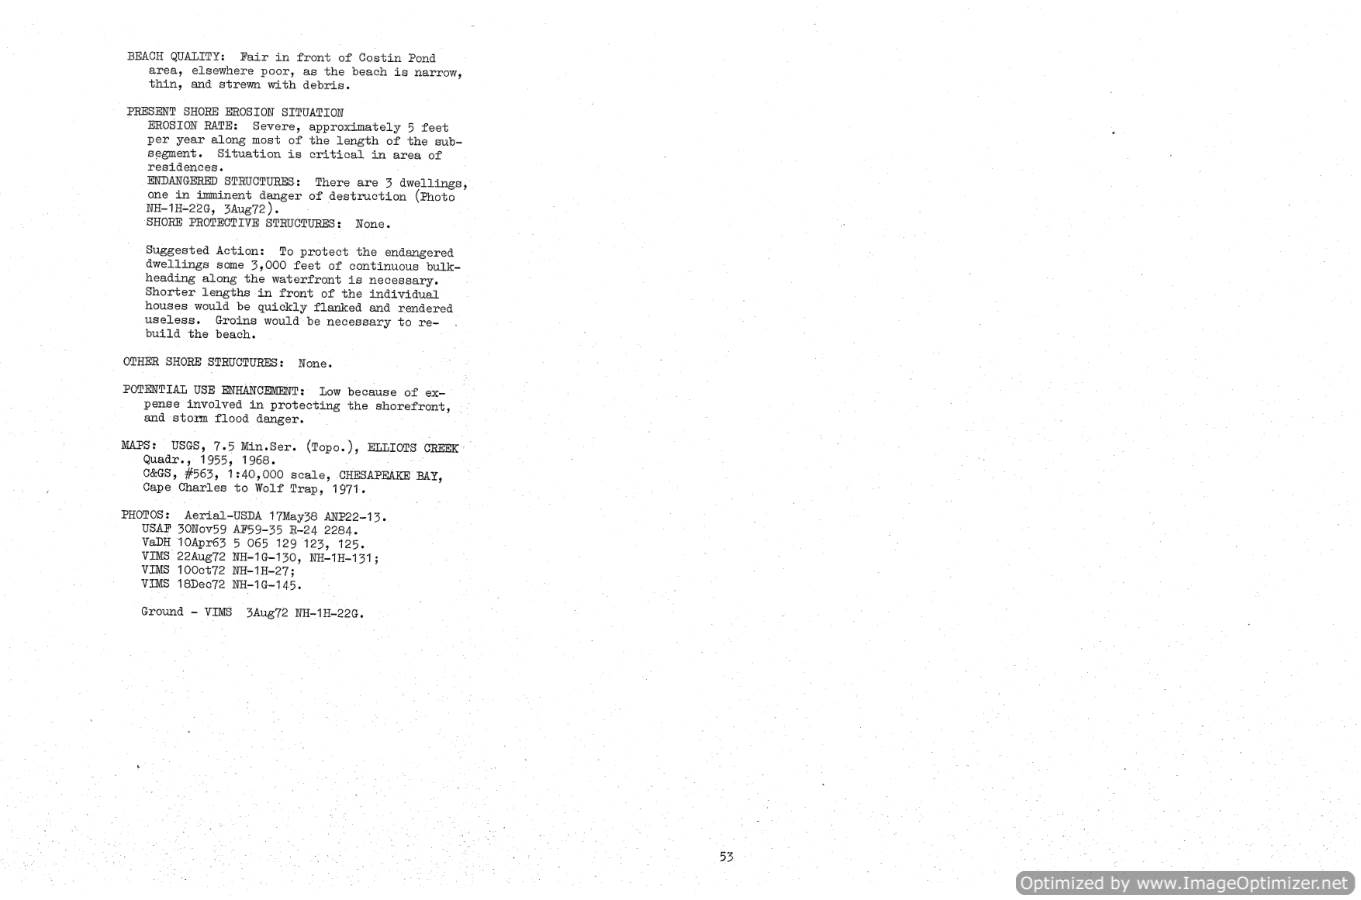 BEACH QUALITY: Fair in front of Costin Pond
area, elsewhere poor, as the beach is narrow,
thin, and strewn with debris.
PRESENT SHORE EROSION SITUATION
EROSION RATE: Severe, approximately 5 feet
per year along most of the length of the sub-
segment. Situation is critical in area of
residences.
ENDANGERED STRUCTURES: There are 3 dwellings,
one in imminent danger of destruction (Photo
NH-1H-22G, 3Aug72).
SHORE PROTECTIVE STRUCTURES: None.
Suggested Action: To protect the endangered
dwellings some 3,000 feet of continuous bulk-
heading along the waterfront is necessary.
Shorter lengths in front of the individual
houses would be quickly flanked and rendered
useless. Groins would be necessary to re-
build the beach.
OTHER SHORE STRUCTURES: None.
POTENTIAL USE ENHANCEMENT: Low because of ex-
pense involved in protecting the shorefront,
and storm flood danger.
MAPS: USGS, 7.5 Min.Ser. (Topo.), ELLIOTS CREEK
Quadr., 1955, 1968.
C&GS, #563, 1:40,000 scale, CHESAPEAKE BAY,
Cape Charles to Wolf Trap, 1971.
PHOTOS: Aerial-USDA 17May38 ANP22-13.
USAF 30Nov59 AF59-35 R-24 2284.
VaDH 10Apr63 5 065 129 123, 125.
VIMS 22Aug72 NH-1G-130, NH-1H-131;
VIMS 10Oct72 NH-1H-27;
VIMS 18Dec72 NH-1G-145.
Ground - VIMS 3Aug72 NH-1H-22G.
53
Optimized by www.ImageOptimizer.net